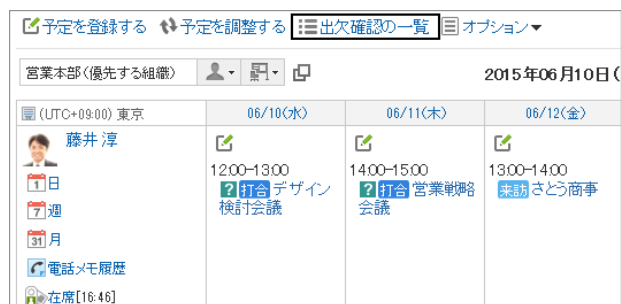 予定を登録する 予定を調整する 出欠確認の一覧 オプション▼
営業本部(優先する組織) 2015年06月10日(
(UTC+09:00) 東京 06/10(水) 06/11(木) 06/12(金)
藤井 淳
12:00-13:00 14:00-15:00 13:00-14:00
?打合デザイン ?打合営業戦略 来訪さとう商事
検討会議 会議
1日
7週
31月
電話メモ履歴
在席[16:46]